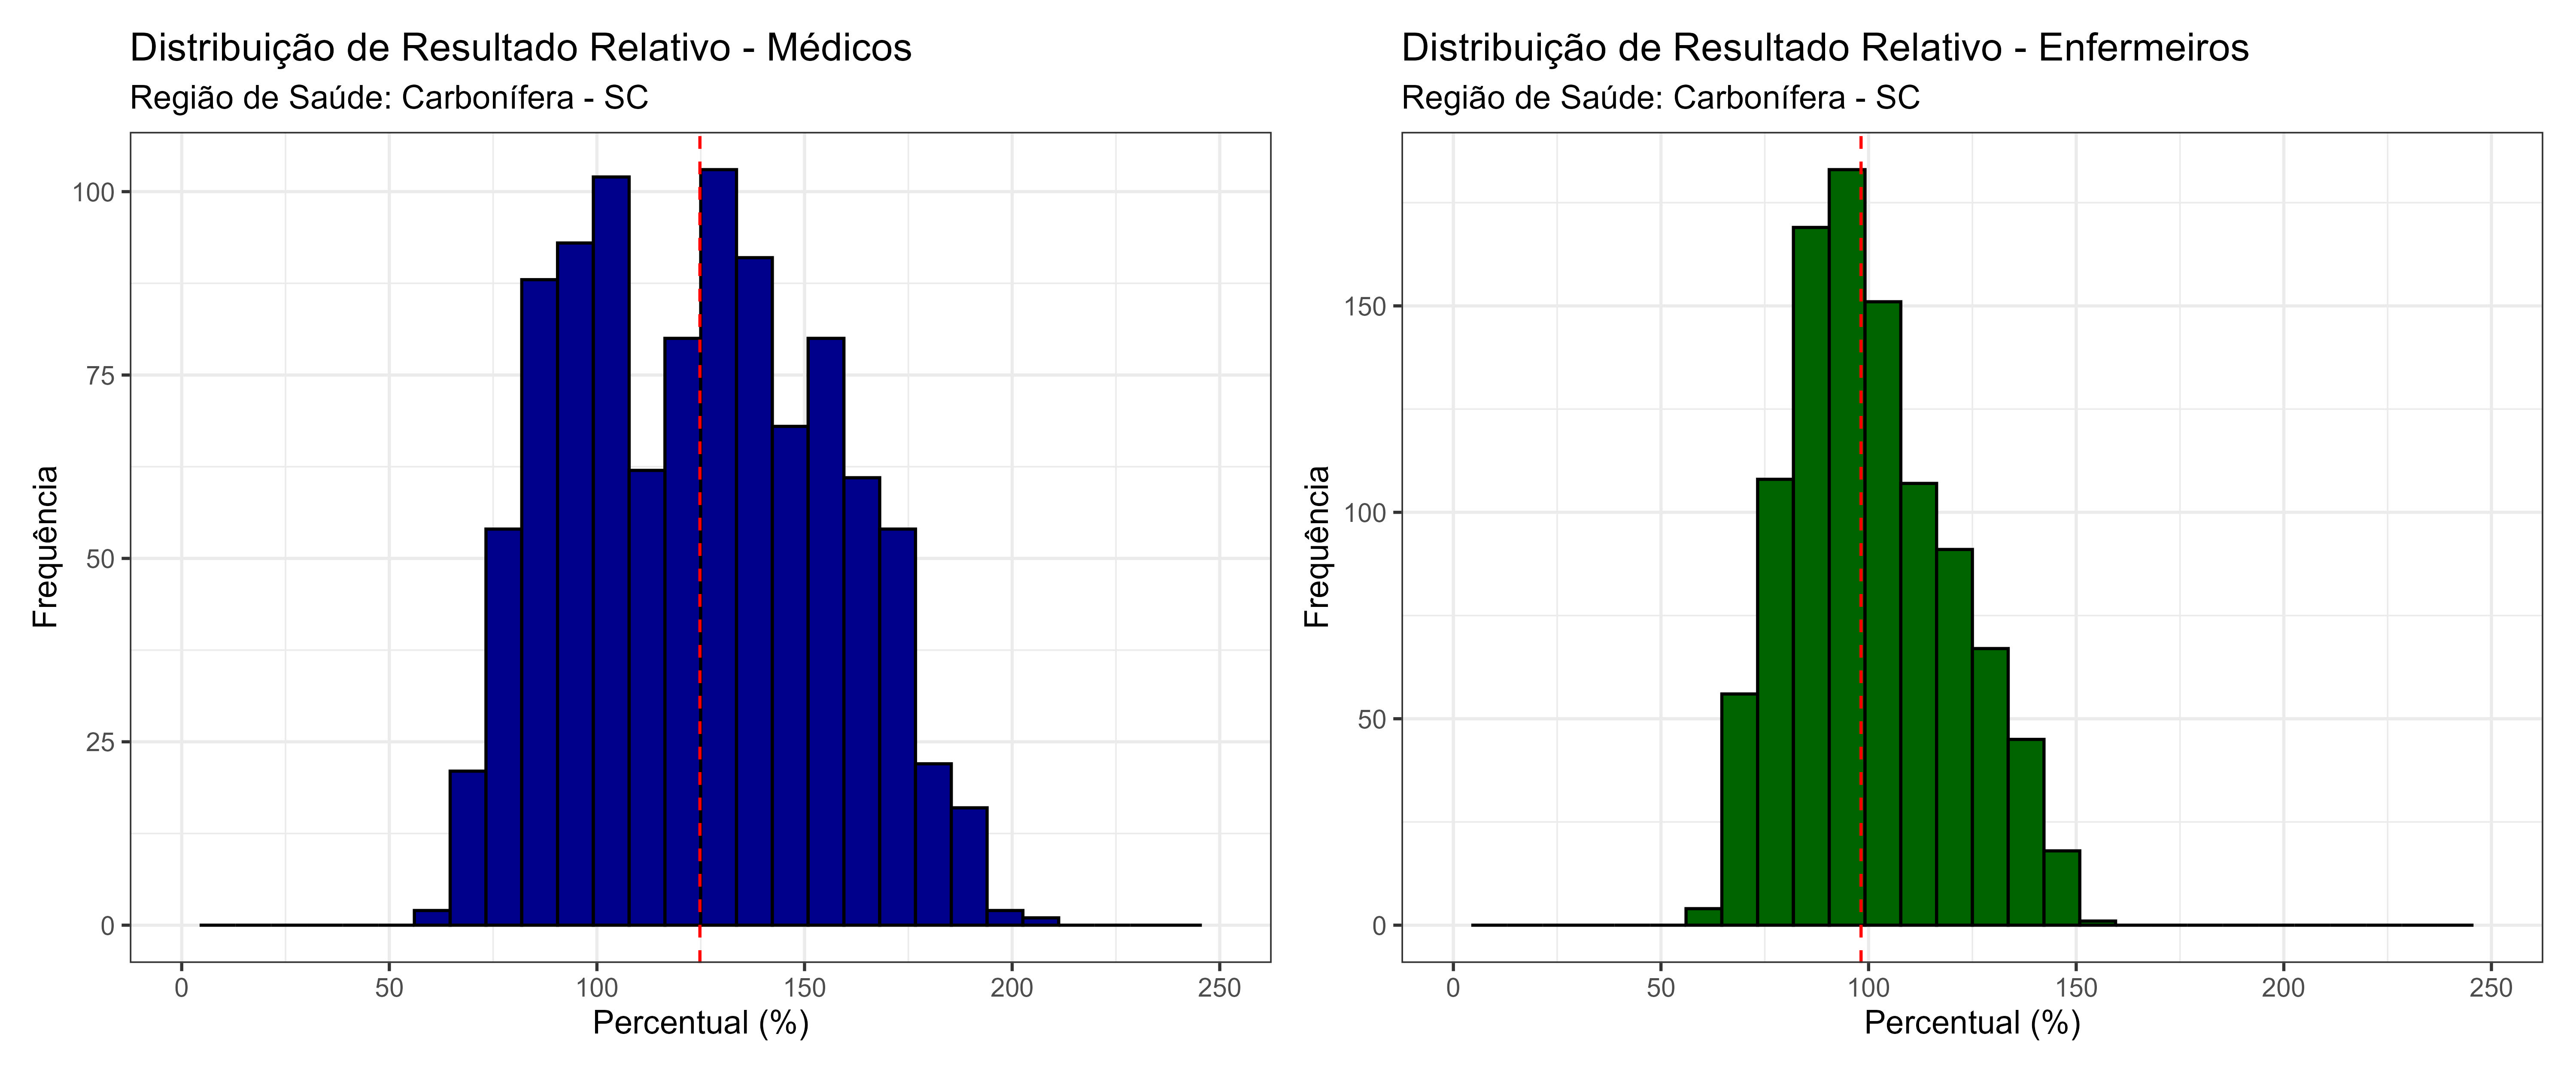 Distribuição de Resultado Relativo - Médicos
Região de Saúde: Carbonífera - SC
Frequência
100
75
50
25
0
0 50 100 150 200 250
Percentual (%)
Distribuição de Resultado Relativo - Enfermeiros
Região de Saúde: Carbonífera - SC
Frequência
150
100
50
0
0 50 100 150 200 250
Percentual (%)